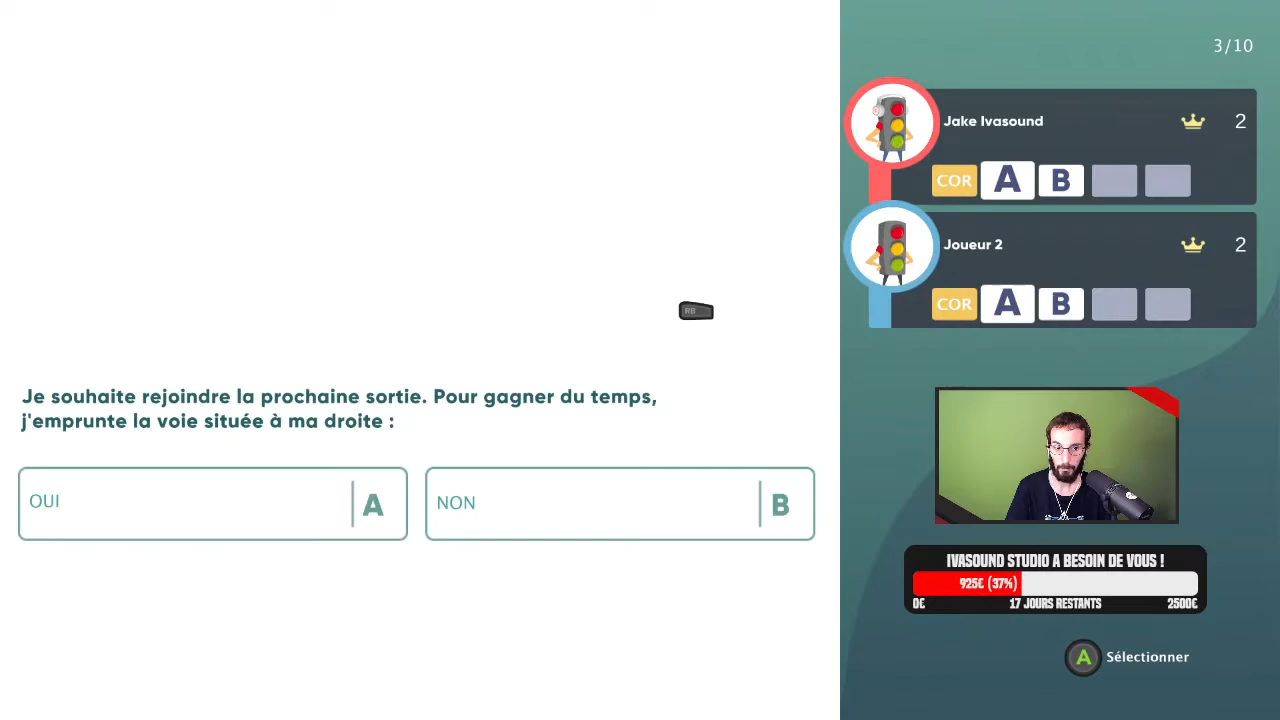 3/10
Jake Ivasound 2
COR A B
Joueur 2 2
COR A B
RB
Je souhaite rejoindre la prochaine sortie. Pour gagner du temps,
j'emprunte la voie située à ma droite :
OUI A
NON B
IVASOUND STUDIO A BESOIN DE VOUS !
925€ (37%)
0€ 17 JOURS RESTANTS 2500€
A Sélectionner